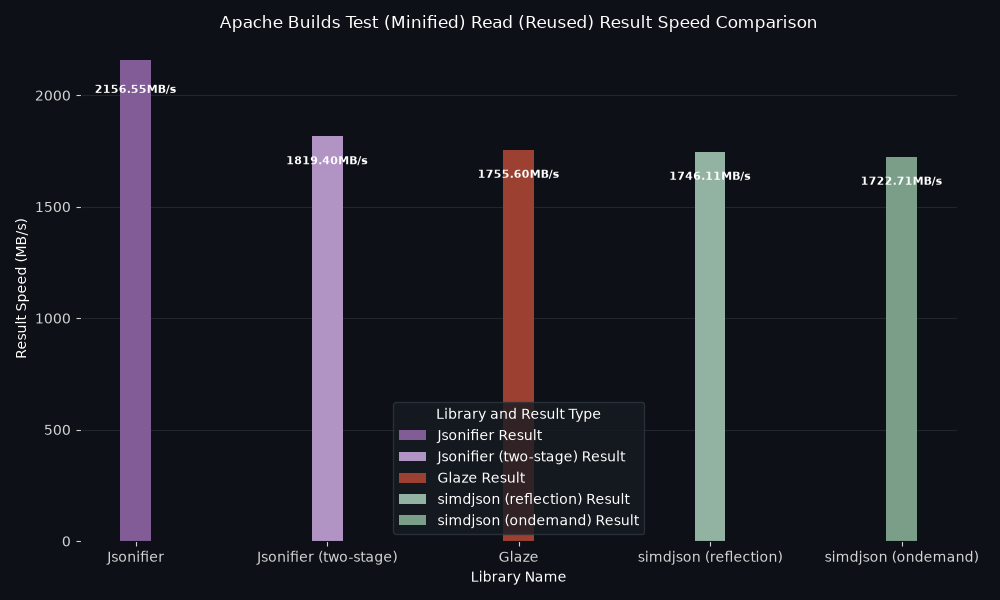 Apache Builds Test (Minified) Read (Reused) Result Speed Comparison
Result Speed (MB/s)
2000
1500
1000
500
0
2156.55MB/s
1819.40MB/s
1755.60MB/s
1746.11MB/s
1722.71MB/s
Library and Result Type
Jsonifier Result
Jsonifier (two-stage) Result
Glaze Result
simdjson (reflection) Result
simdjson (ondemand) Result
Jsonifier
Jsonifier (two-stage)
Glaze
simdjson (reflection)
simdjson (ondemand)
Library Name